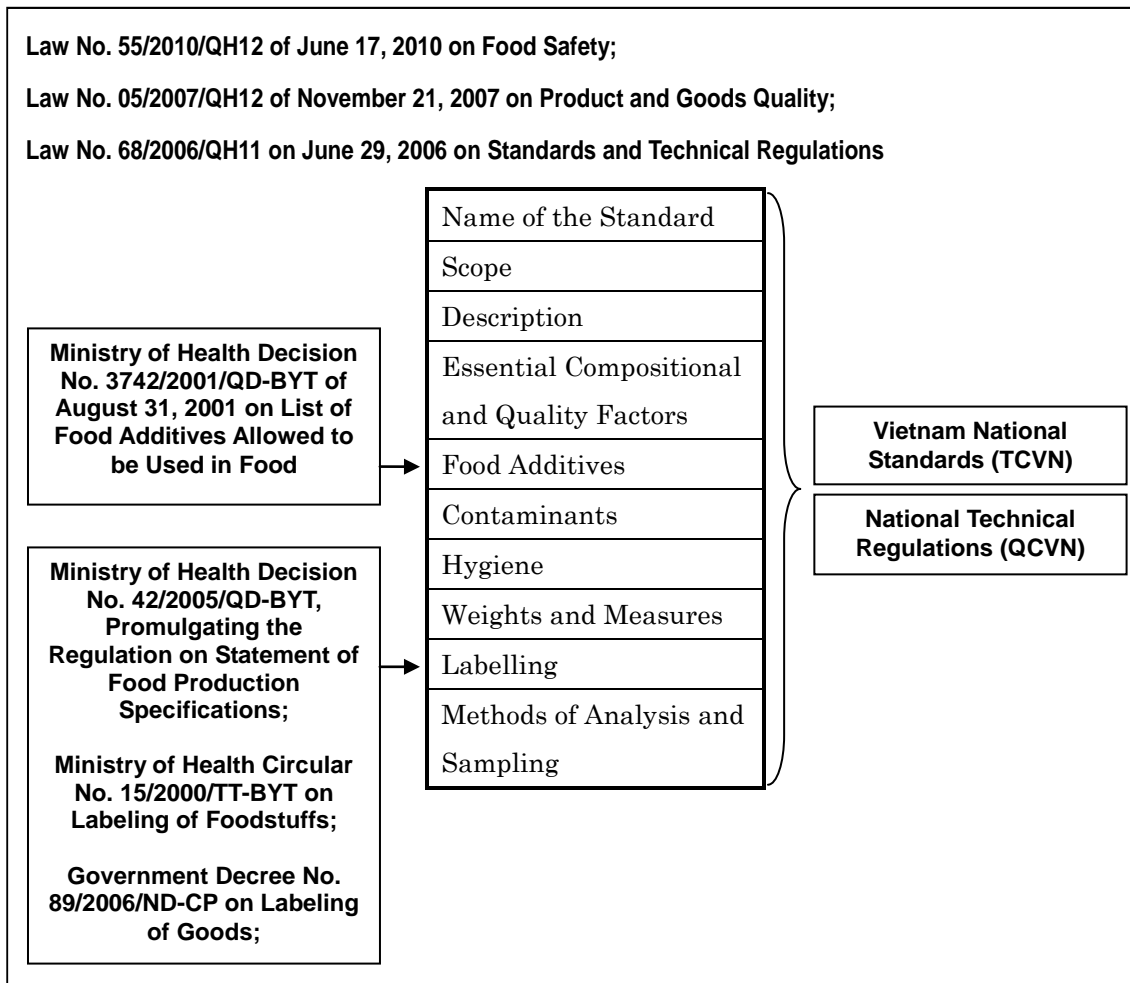 Law No. 55/2010/QH12 of June 17, 2010 on Food Safety;
Law No. 05/2007/QH12 of November 21, 2007 on Product and Goods Quality;
Law No. 68/2006/QH11 on June 29, 2006 on Standards and Technical Regulations
Ministry of Health Decision
No. 3742/2001/QD-BYT of
August 31, 2001 on List of
Food Additives Allowed to
be Used in Food
Ministry of Health Decision
No. 42/2005/QD-BYT,
Promulgating the
Regulation on Statement of
Food Production
Specifications;
Ministry of Health Circular
No. 15/2000/TT-BYT on
Labeling of Foodstuffs;
Government Decree No.
89/2006/ND-CP on Labeling
of Goods;
Name of the Standard
Scope
Description
Essential Compositional
and Quality Factors
Food Additives
Contaminants
Hygiene
Weights and Measures
Labelling
Methods of Analysis and
Sampling
Vietnam National
Standards (TCVN)
National Technical
Regulations (QCVN)